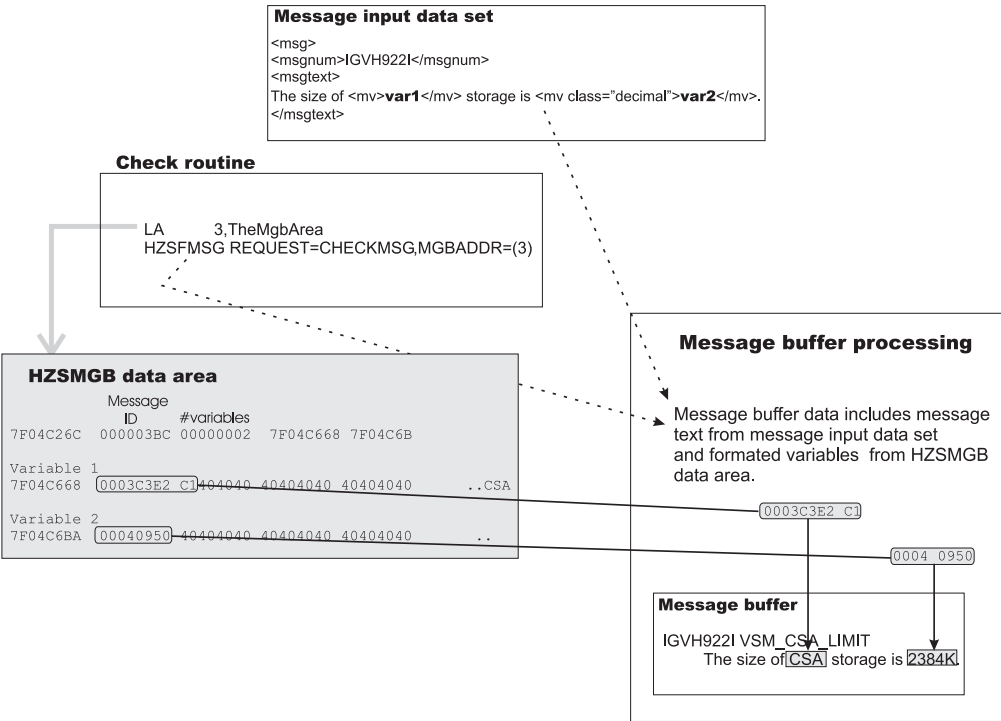 Message input data set
<msg>
<msgnum>IGVH922I</msgnum>
<msgtext>
The size of <mv>var1</mv> storage is <mv class="decimal">var2</mv>.
</msgtext>
Check routine
LA 3,TheMgbArea
HZSFMSG REQUEST=CHECKMSG,MGBADDR=(3)
HZSMGB data area
Message
ID #variables
7F04C26C 000003BC 00000002 7F04C668 7F04C6B
Variable 1
7F04C668 0003C3E2 C1404040 40404040 40404040 ..CSA
Variable 2
7F04C6BA 00040950 40404040 40404040 40404040 ..
Message buffer processing
Message buffer data includes message
text from message input data set
and formated variables from HZSMGB
data area.
0003C3E2 C1
0004 0950
Message buffer
IGVH922I VSM_CSA_LIMIT
The size of CSA storage is 2384K.